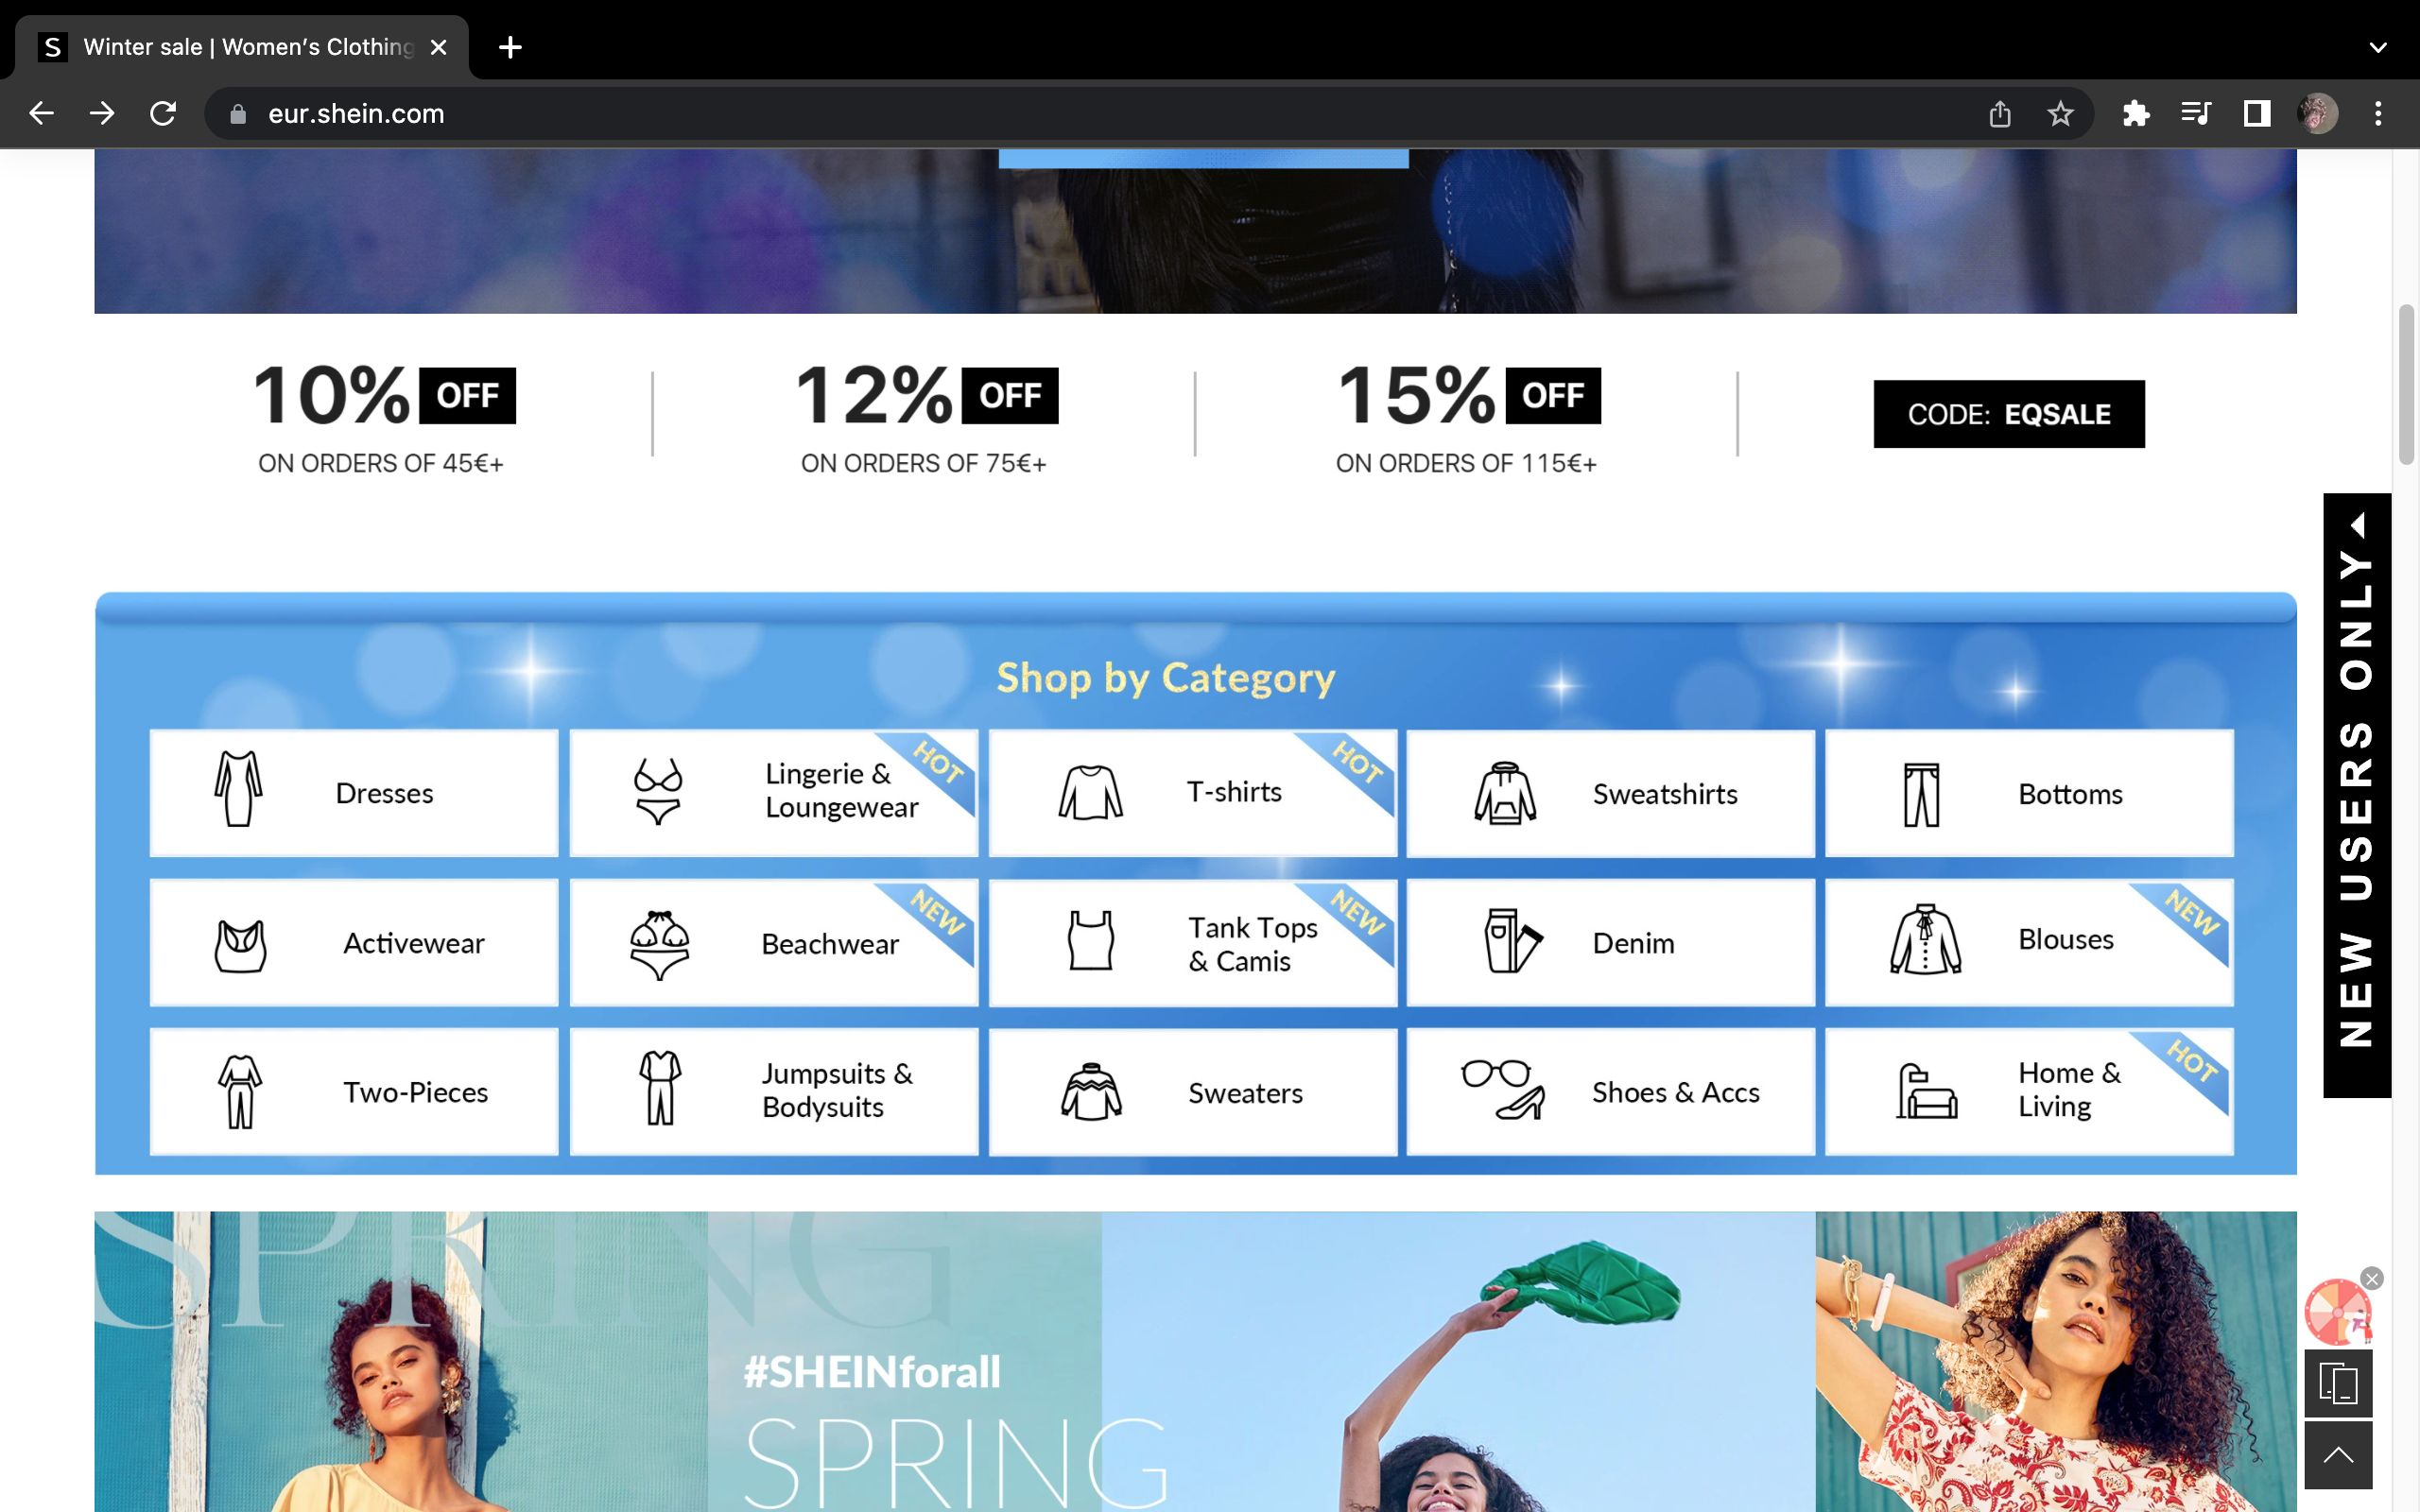 Winter sale | Women's Clothing
eur.shein.com
10% OFF
ON ORDERS OF 45€+
12% OFF
ON ORDERS OF 75€+
15% OFF
ON ORDERS OF 115€+
CODE: EQSALE
NEW USERS ONLY
Shop by Category
Dresses
Lingerie &
Loungewear
HOT
T-shirts
HOT
Sweatshirts
Bottoms
Activewear
Beachwear
NEW
Tank Tops
& Camis
NEW
Denim
Blouses
NEW
Two-Pieces
Jumpsuits &
Bodysuits
Sweaters
Shoes & Accs
Home &
Living
HOT
SPRING
#SHEINforall
SPRING